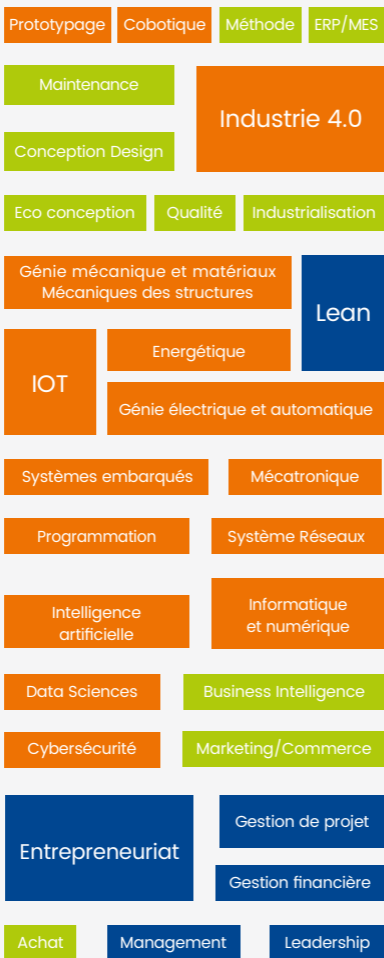 Prototypage
Cobotique
Méthode
ERP/MES
Maintenance
Industrie 4.0
Conception Design
Eco conception
Qualité
Industrialisation
Génie mécanique et matériaux
Mécaniques des structures
Lean
IOT
Energétique
Génie électrique et automatique
Systèmes embarqués
Mécatronique
Programmation
Système Réseaux
Intelligence
artificielle
Informatique
et numérique
Data Sciences
Business Intelligence
Cybersécurité
Marketing/Commerce
Entrepreneuriat
Gestion de projet
Gestion financière
Achat
Management
Leadership